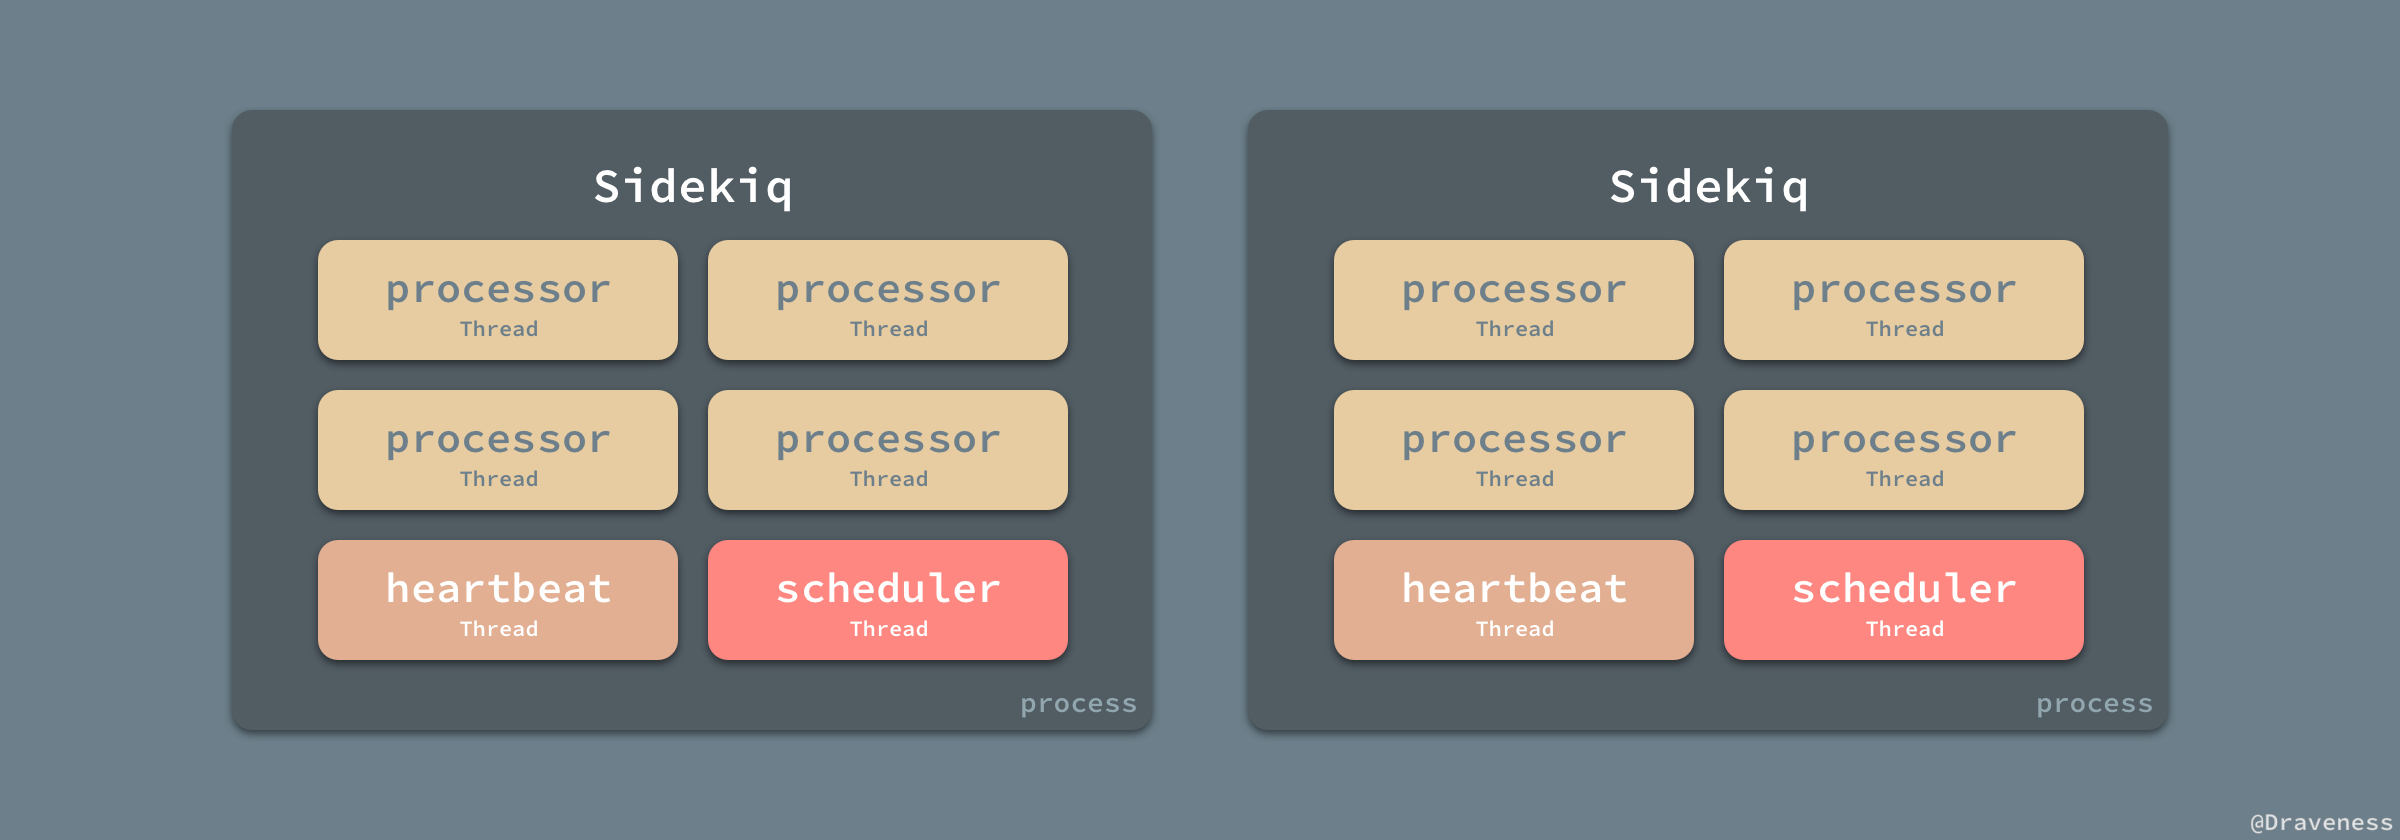 Sidekiq
processor
Thread
processor
Thread
processor
Thread
processor
Thread
heartbeat
Thread
scheduler
Thread
process
Sidekiq
processor
Thread
processor
Thread
processor
Thread
processor
Thread
heartbeat
Thread
scheduler
Thread
process
@Draveness